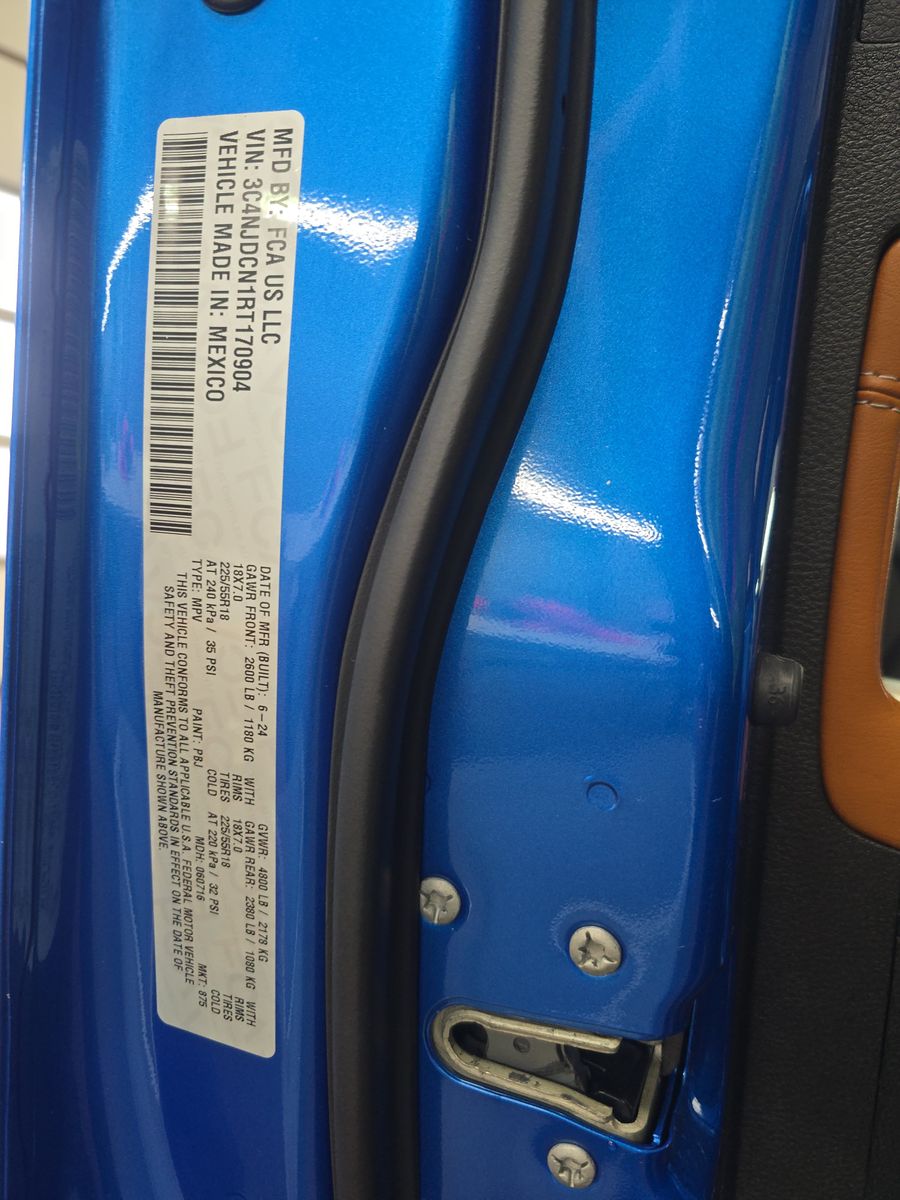 MFD BY: FCA US LLC
VIN: 3C4NJDCN1RT170904
VEHICLE MADE IN: MEXICO
DATE OF MFR (BUILT): 6-24 GVWR: 4800 LB / 2178 KG
GAWR FRONT: 2600 LB / 1180 KG WITH GAWR REAR: 2380 LB / 1080 KG WITH
18X7.0 RIMS 18X7.0 RIMS
225/55R18 TIRES 225/55R18 TIRES
AT 240 kPa / 35 PSI COLD AT 220 kPa / 32 PSI COLD
TYPE: MPV PAINT: PBJ MDH: 060716 MKT: 875
THIS VEHICLE CONFORMS TO ALL APPLICABLE U.S.A. FEDERAL MOTOR VEHICLE
SAFETY AND THEFT PREVENTION STANDARDS IN EFFECT ON THE DATE OF
MANUFACTURE SHOWN ABOVE.